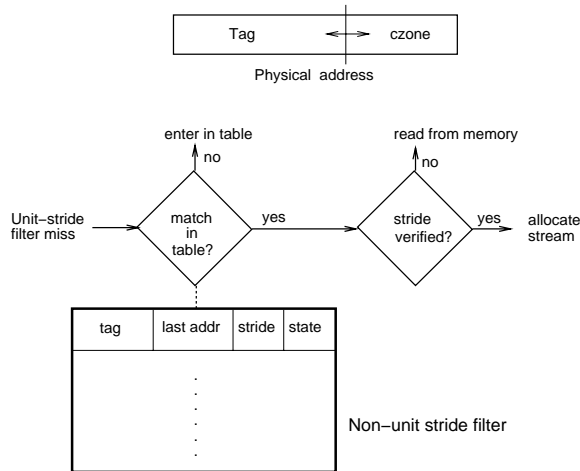 Tag czone
Physical address
enter in table
read from memory
no
no
Unit−stride
filter miss
match
in
table?
yes
stride
verified?
yes
allocate
stream
tag last addr stride state
Non−unit stride filter